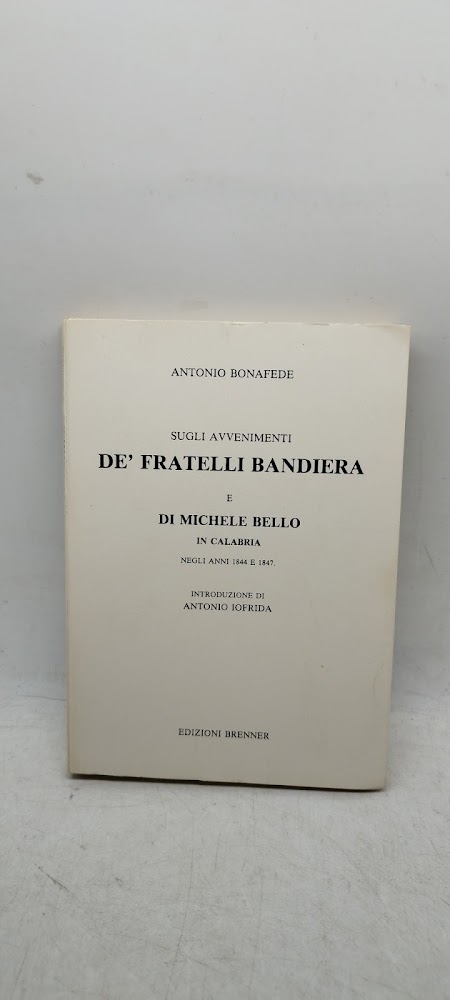 ANTONIO BONAFEDE
SUGLI AVVENIMENTI
DE' FRATELLI BANDIERA
E
DI MICHELE BELLO
IN CALABRIA
NEGLI ANNI 1844 E 1847.
INTRODUZIONE DI
ANTONIO IOFRIDA
EDIZIONI BRENNER